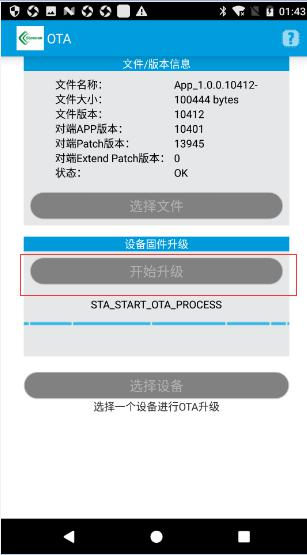 01:43
OTA
文件/版本信息
文件名称： App_1.0.0.10412-
文件大小： 100444 bytes
文件版本： 10412
对端APP版本： 10401
对端Patch版本： 13945
对端Extend Patch版本： 0
状态： OK
选择文件
设备固件升级
开始升级
STA_START_OTA_PROCESS
选择设备
选择一个设备进行OTA升级